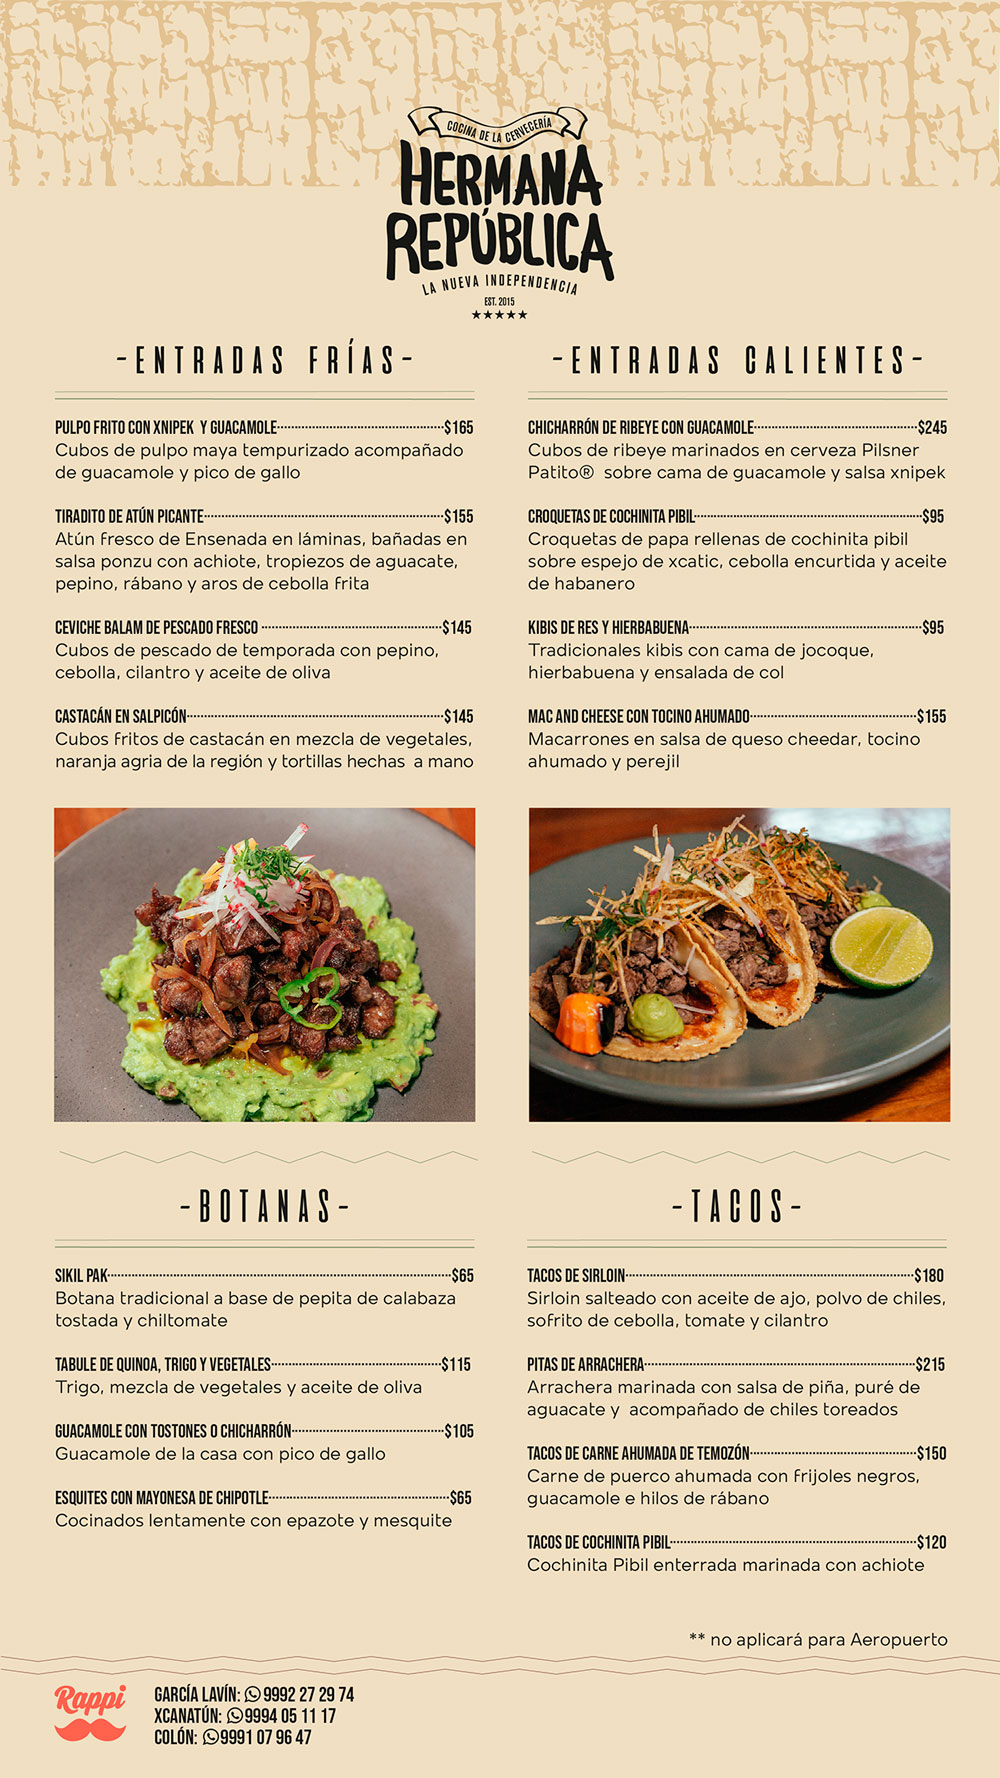 COCINA DE LA CERVECERÍA
HERMANA
REPÚBLICA
LA NUEVA INDEPENDENCIA
EST. 2015
-ENTRADAS FRÍAS-
PULPO FRITO CON XNIPEK Y GUACAMOLE $165
Cubos de pulpo maya tempurizado acompañado
de guacamole y pico de gallo
TIRADITO DE ATÚN PICANTE $155
Atún fresco de Ensenada en láminas, bañadas en
salsa ponzu con achiote, tropiezos de aguacate,
pepino, rábano y aros de cebolla frita
CEVICHE BALAM DE PESCADO FRESCO $145
Cubos de pescado de temporada con pepino,
cebolla, cilantro y aceite de oliva
CASTACÁN EN SALPICÓN $145
Cubos fritos de castacán en mezcla de vegetales,
naranja agria de la región y tortillas hechas a mano
-ENTRADAS CALIENTES-
CHICHARRÓN DE RIBEYE CON GUACAMOLE $245
Cubos de ribeye marinados en cerveza Pilsner
Patito® sobre cama de guacamole y salsa xnipek
CROQUETAS DE COCHINITA PIBIL $95
Croquetas de papa rellenas de cochinita pibil
sobre espejo de xcatic, cebolla encurtida y aceite
de habanero
KIBIS DE RES Y HIERBABUENA $95
Tradicionales kibis con cama de jocoque,
hierbabuena y ensalada de col
MAC AND CHEESE CON TOCINO AHUMADO $155
Macarrones en salsa de queso cheedar, tocino
ahumado y perejil
-BOTANAS-
SIKIL PAK $65
Botana tradicional a base de pepita de calabaza
tostada y chiltomate
TABULE DE QUINOA, TRIGO Y VEGETALES $115
Trigo, mezcla de vegetales y aceite de oliva
GUACAMOLE CON TOSTONES O CHICHARRÓN $105
Guacamole de la casa con pico de gallo
ESQUITES CON MAYONESA DE CHIPOTLE $65
Cocinados lentamente con epazote y mesquite
-TACOS-
TACOS DE SIRLOIN $180
Sirloin salteado con aceite de ajo, polvo de chiles,
sofrito de cebolla, tomate y cilantro
PITAS DE ARRACHERA $215
Arrachera marinada con salsa de piña, puré de
aguacate y acompañado de chiles toreados
TACOS DE CARNE AHUMADA DE TEMOZÓN $150
Carne de puerco ahumada con frijoles negros,
guacamole e hilos de rábano
TACOS DE COCHINITA PIBIL $120
Cochinita Pibil enterrada marinada con achiote
** no aplicará para Aeropuerto
Rappi
GARCÍA LAVÍN: 9992 27 29 74
XCANATÚN: 9994 05 11 17
COLÓN: 9991 07 96 47